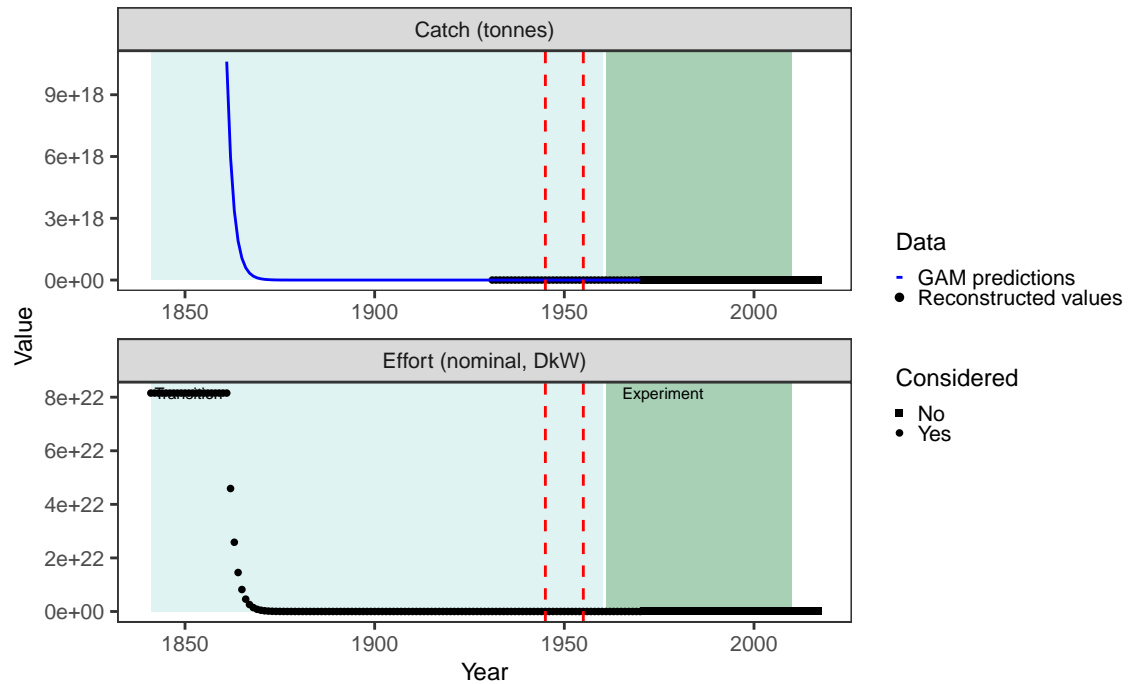 Catch (tonnes)
9e+18
6e+18
3e+18
0e+00
1850 1900 1950 2000
Effort (nominal, DkW)
8e+22
6e+22
4e+22
2e+22
0e+00
Transition
Experiment
1850 1900 1950 2000
Year
Value
Data
GAM predictions
Reconstructed values
Considered
No
Yes